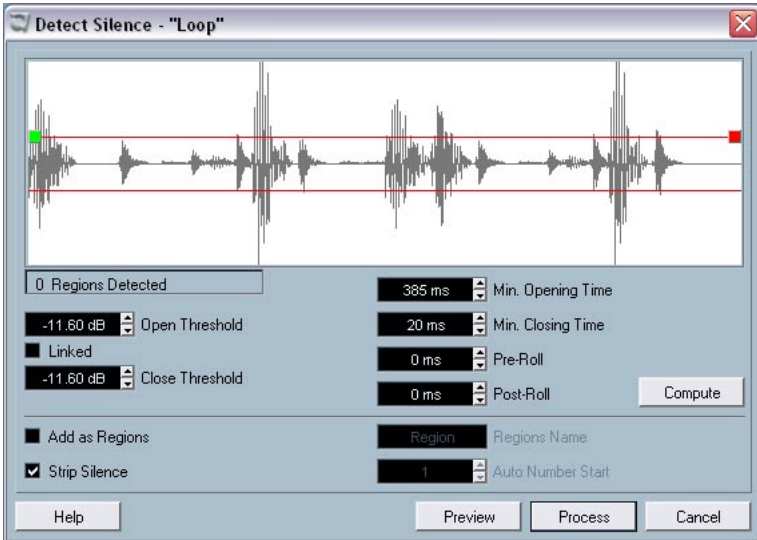 Detect Silence - "Loop"
0 Regions Detected
385 ms Min. Opening Time
-11.60 dB Open Threshold
20 ms Min. Closing Time
Linked
0 ms Pre-Roll
-11.60 dB Close Threshold
0 ms Post-Roll
Compute
Add as Regions
Region Regions Name
Strip Silence
1 Auto Number Start
Help
Preview
Process
Cancel